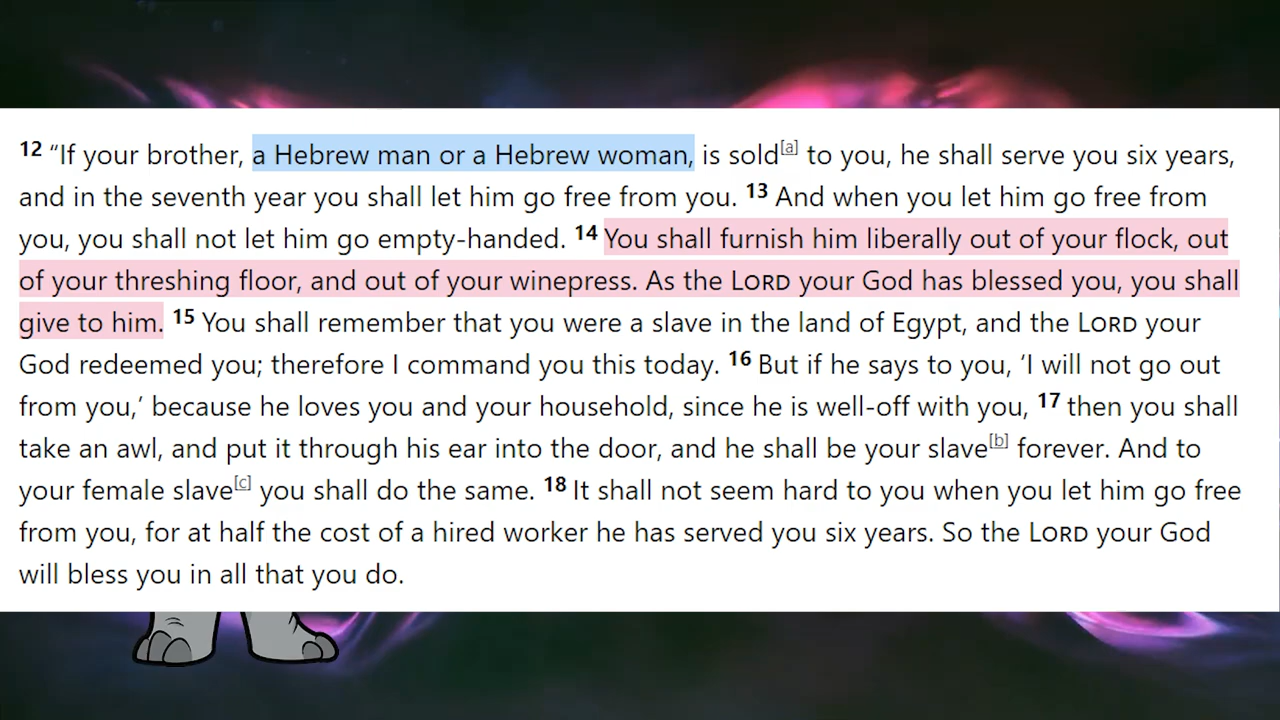 12 “If your brother, a Hebrew man or a Hebrew woman, is sold[a] to you, he shall serve you six years,
and in the seventh year you shall let him go free from you. 13 And when you let him go free from
you, you shall not let him go empty-handed. 14 You shall furnish him liberally out of your flock, out
of your threshing floor, and out of your winepress. As the LORD your God has blessed you, you shall
give to him. 15 You shall remember that you were a slave in the land of Egypt, and the LORD your
God redeemed you; therefore I command you this today. 16 But if he says to you, ‘I will not go out
from you,’ because he loves you and your household, since he is well-off with you, 17 then you shall
take an awl, and put it through his ear into the door, and he shall be your slave[b] forever. And to
your female slave[c] you shall do the same. 18 It shall not seem hard to you when you let him go free
from you, for at half the cost of a hired worker he has served you six years. So the LORD your God
will bless you in all that you do.